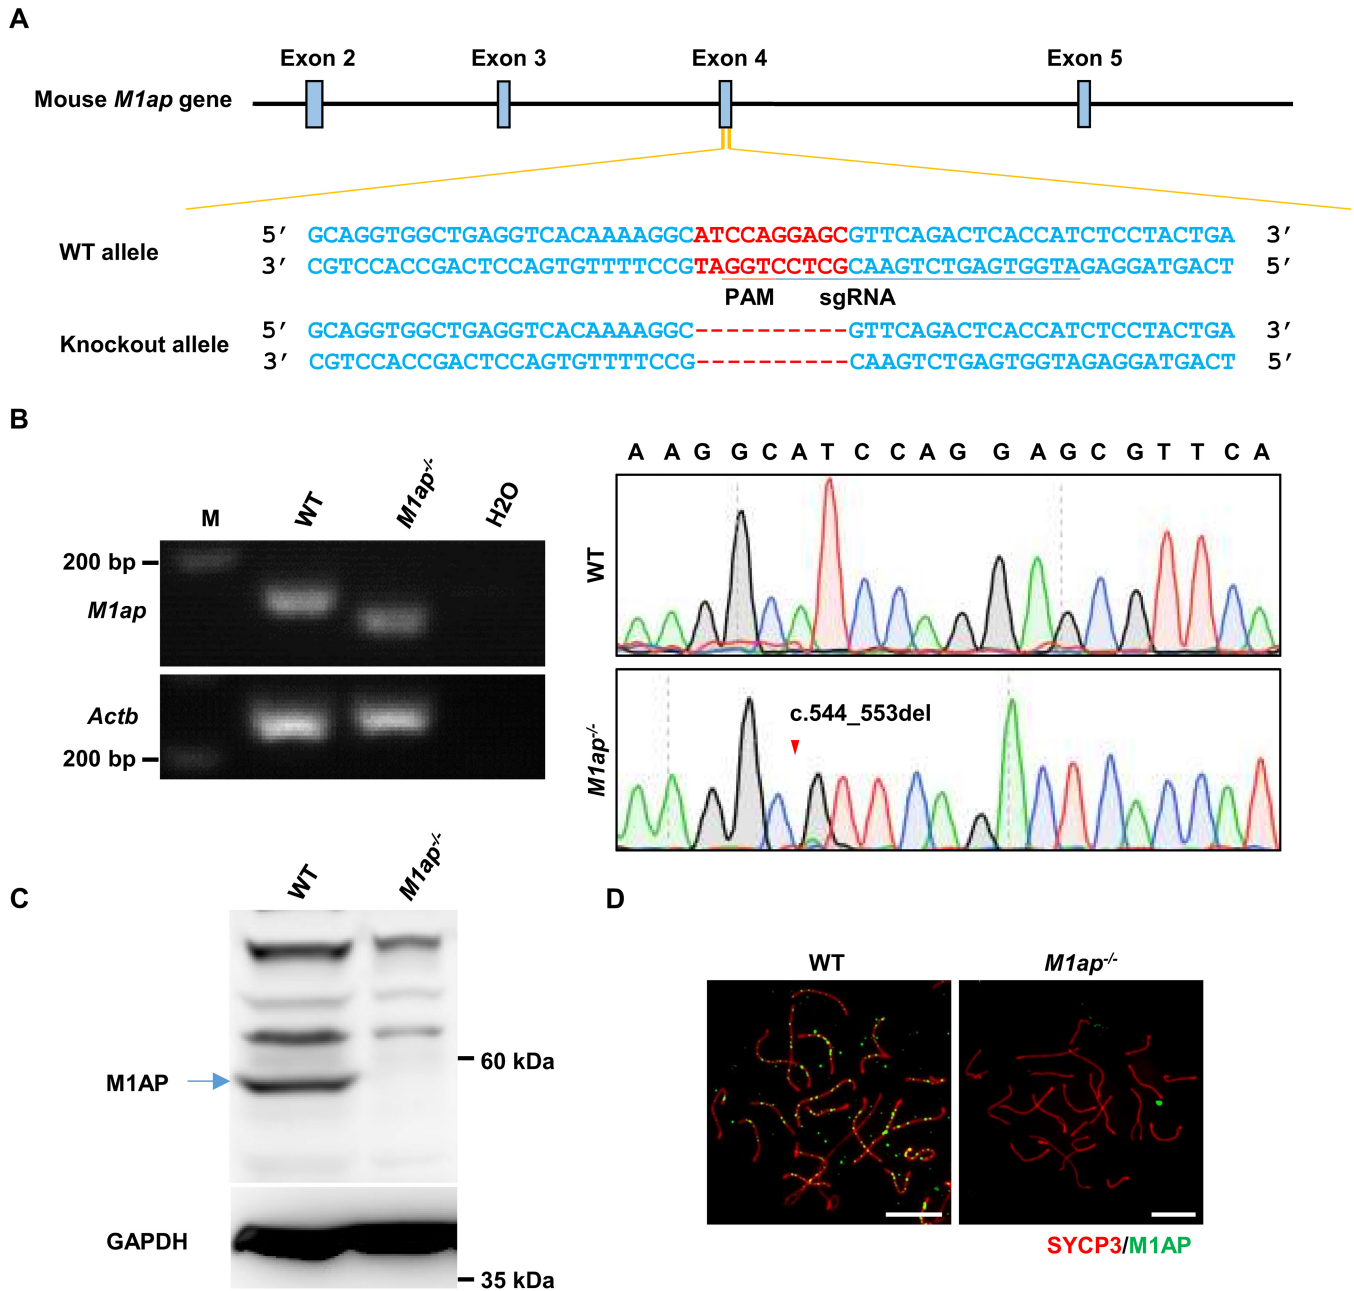 A
Exon 2 Exon 3 Exon 4 Exon 5
Mouse M1ap gene
WT allele
5′ GCAGGTGGCTGAGGTCACAAAAGGCATCCAGGAGCGTTCAGACTCACCATCTCCTACTGA 3′
3′ CGTCCACCGACTCCAGTGTTTTCCGTAGGTCCTCGCAAGTCTGAGTGGTAGAGGATGACT 5′
PAM sgRNA
Knockout allele
5′ GCAGGTGGCTGAGGTCACAAAAGGC----------GTTCAGACTCACCATCTCCTACTGA 3′
3′ CGTCCACCGACTCCAGTGTTTTCCG----------CAAGTCTGAGTGGTAGAGGATGACT 5′
B
M WT M1ap-/- H2O
200 bp
M1ap
Actb
200 bp
A A G G C A T C C A G G A G C G T T C A
WT
M1ap-/-
c.544_553del
C
WT M1ap-/-
60 kDa
M1AP
GAPDH
35 kDa
D
WT M1ap-/-
SYCP3/M1AP